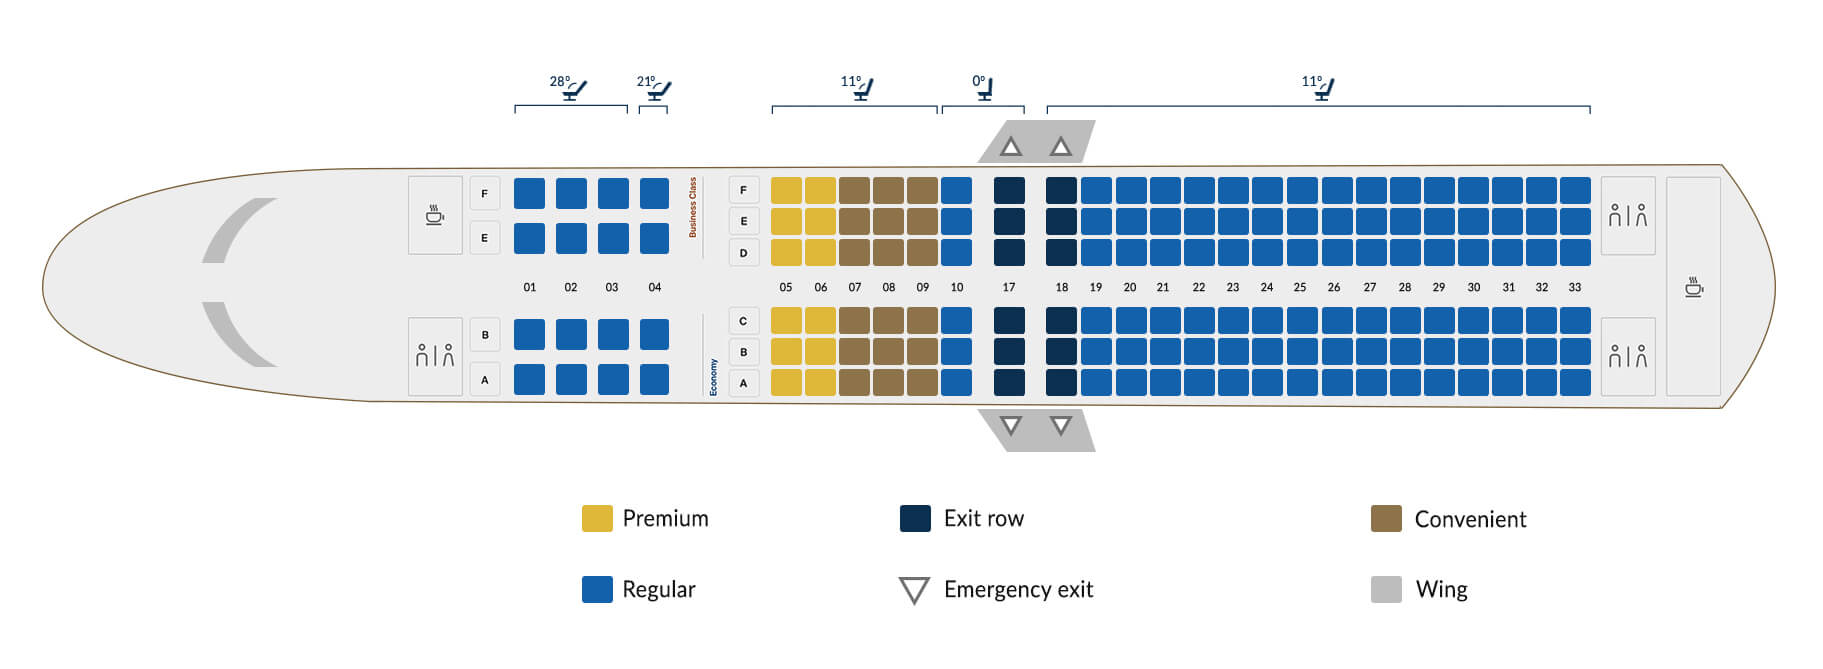 28° 21° 11° 0° 11°
F
E
Business Class
F
E
D
01 02 03 04 05 06 07 08 09 10 17 18 19 20 21 22 23 24 25 26 27 28 29 30 31 32 33
B
A
Economy
C
B
A
Premium Exit row Convenient
Regular Emergency exit Wing